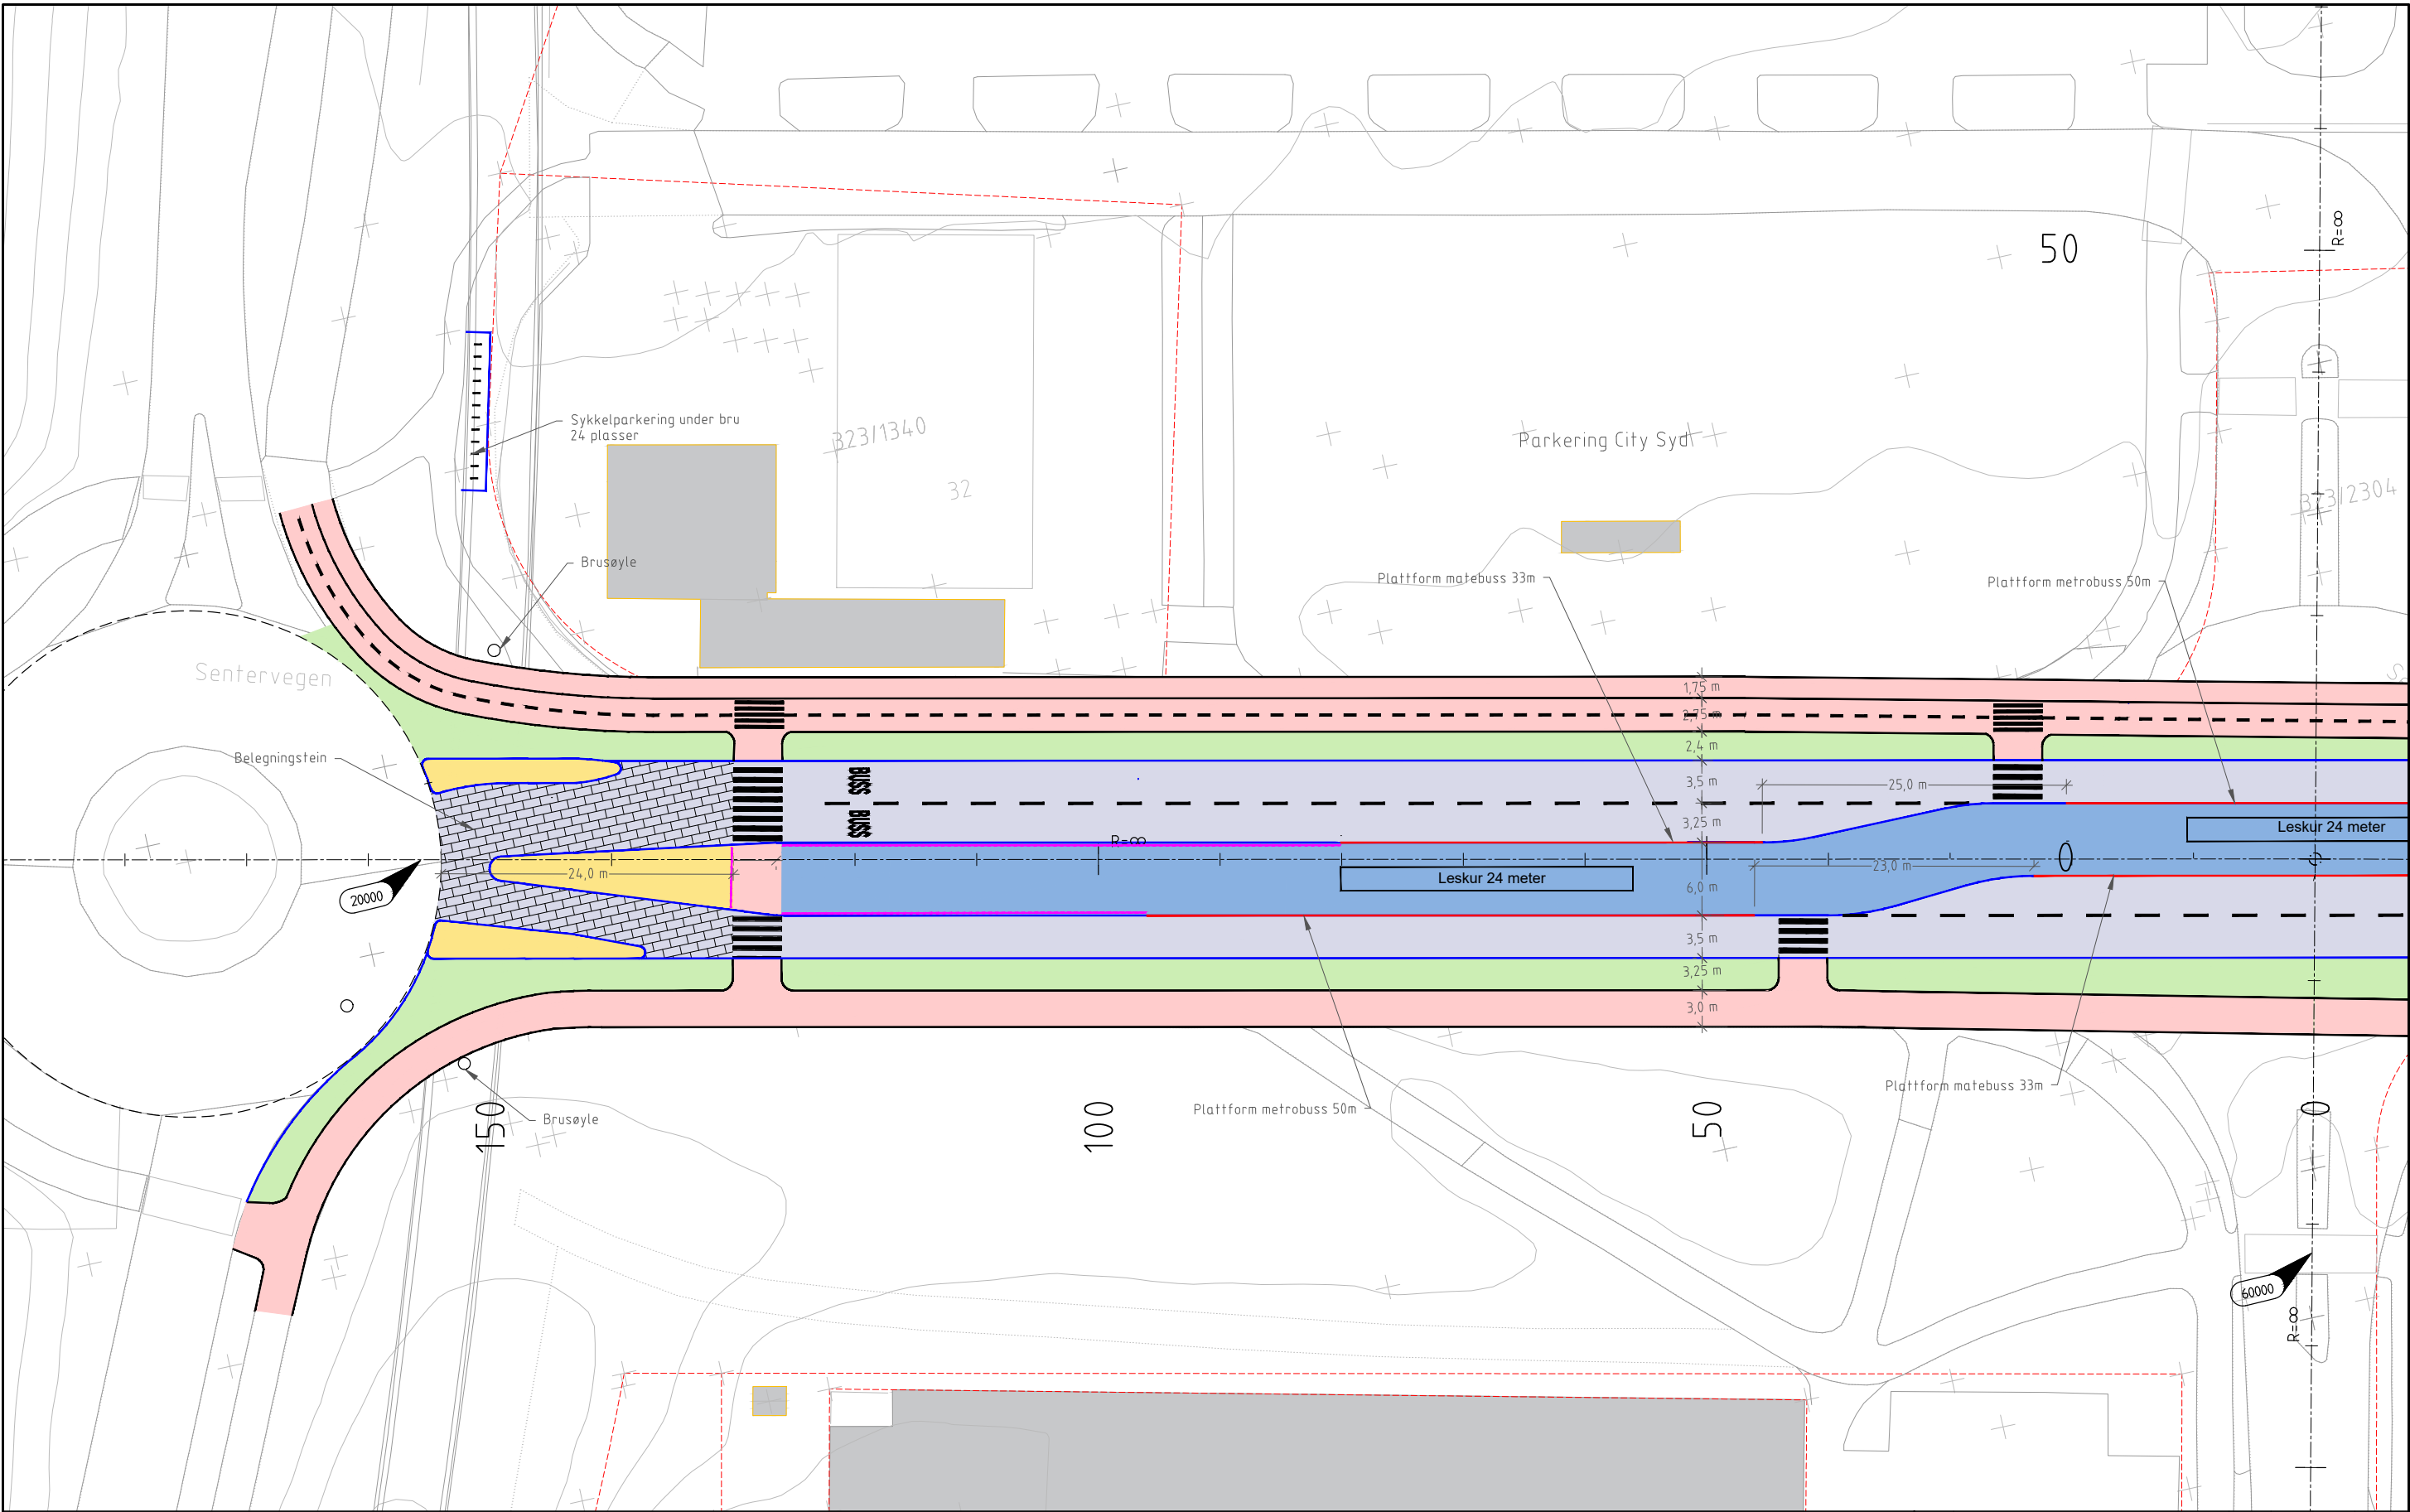 R=∞
50
Sykkelparkering under bru
24 plasser
323/1340
Parkering City Syd
32
323/2304
Brusøyle
Plattform matebuss 33m
Plattform metrobuss 50m
Sentervegen
1,75 m
2,75 m
2,4 m
Belegningstein
BUSS
3,5 m
25,0 m
BUSS
3,25 m
Leskur 24 meter
R=∞
0
24,0 m
23,0 m
Leskur 24 meter
6,0 m
20000
3,5 m
3,25 m
3,0 m
Plattform matebuss 33m
Plattform metrobuss 50m
Brusøyle
150
100
50
0
60000
R=∞